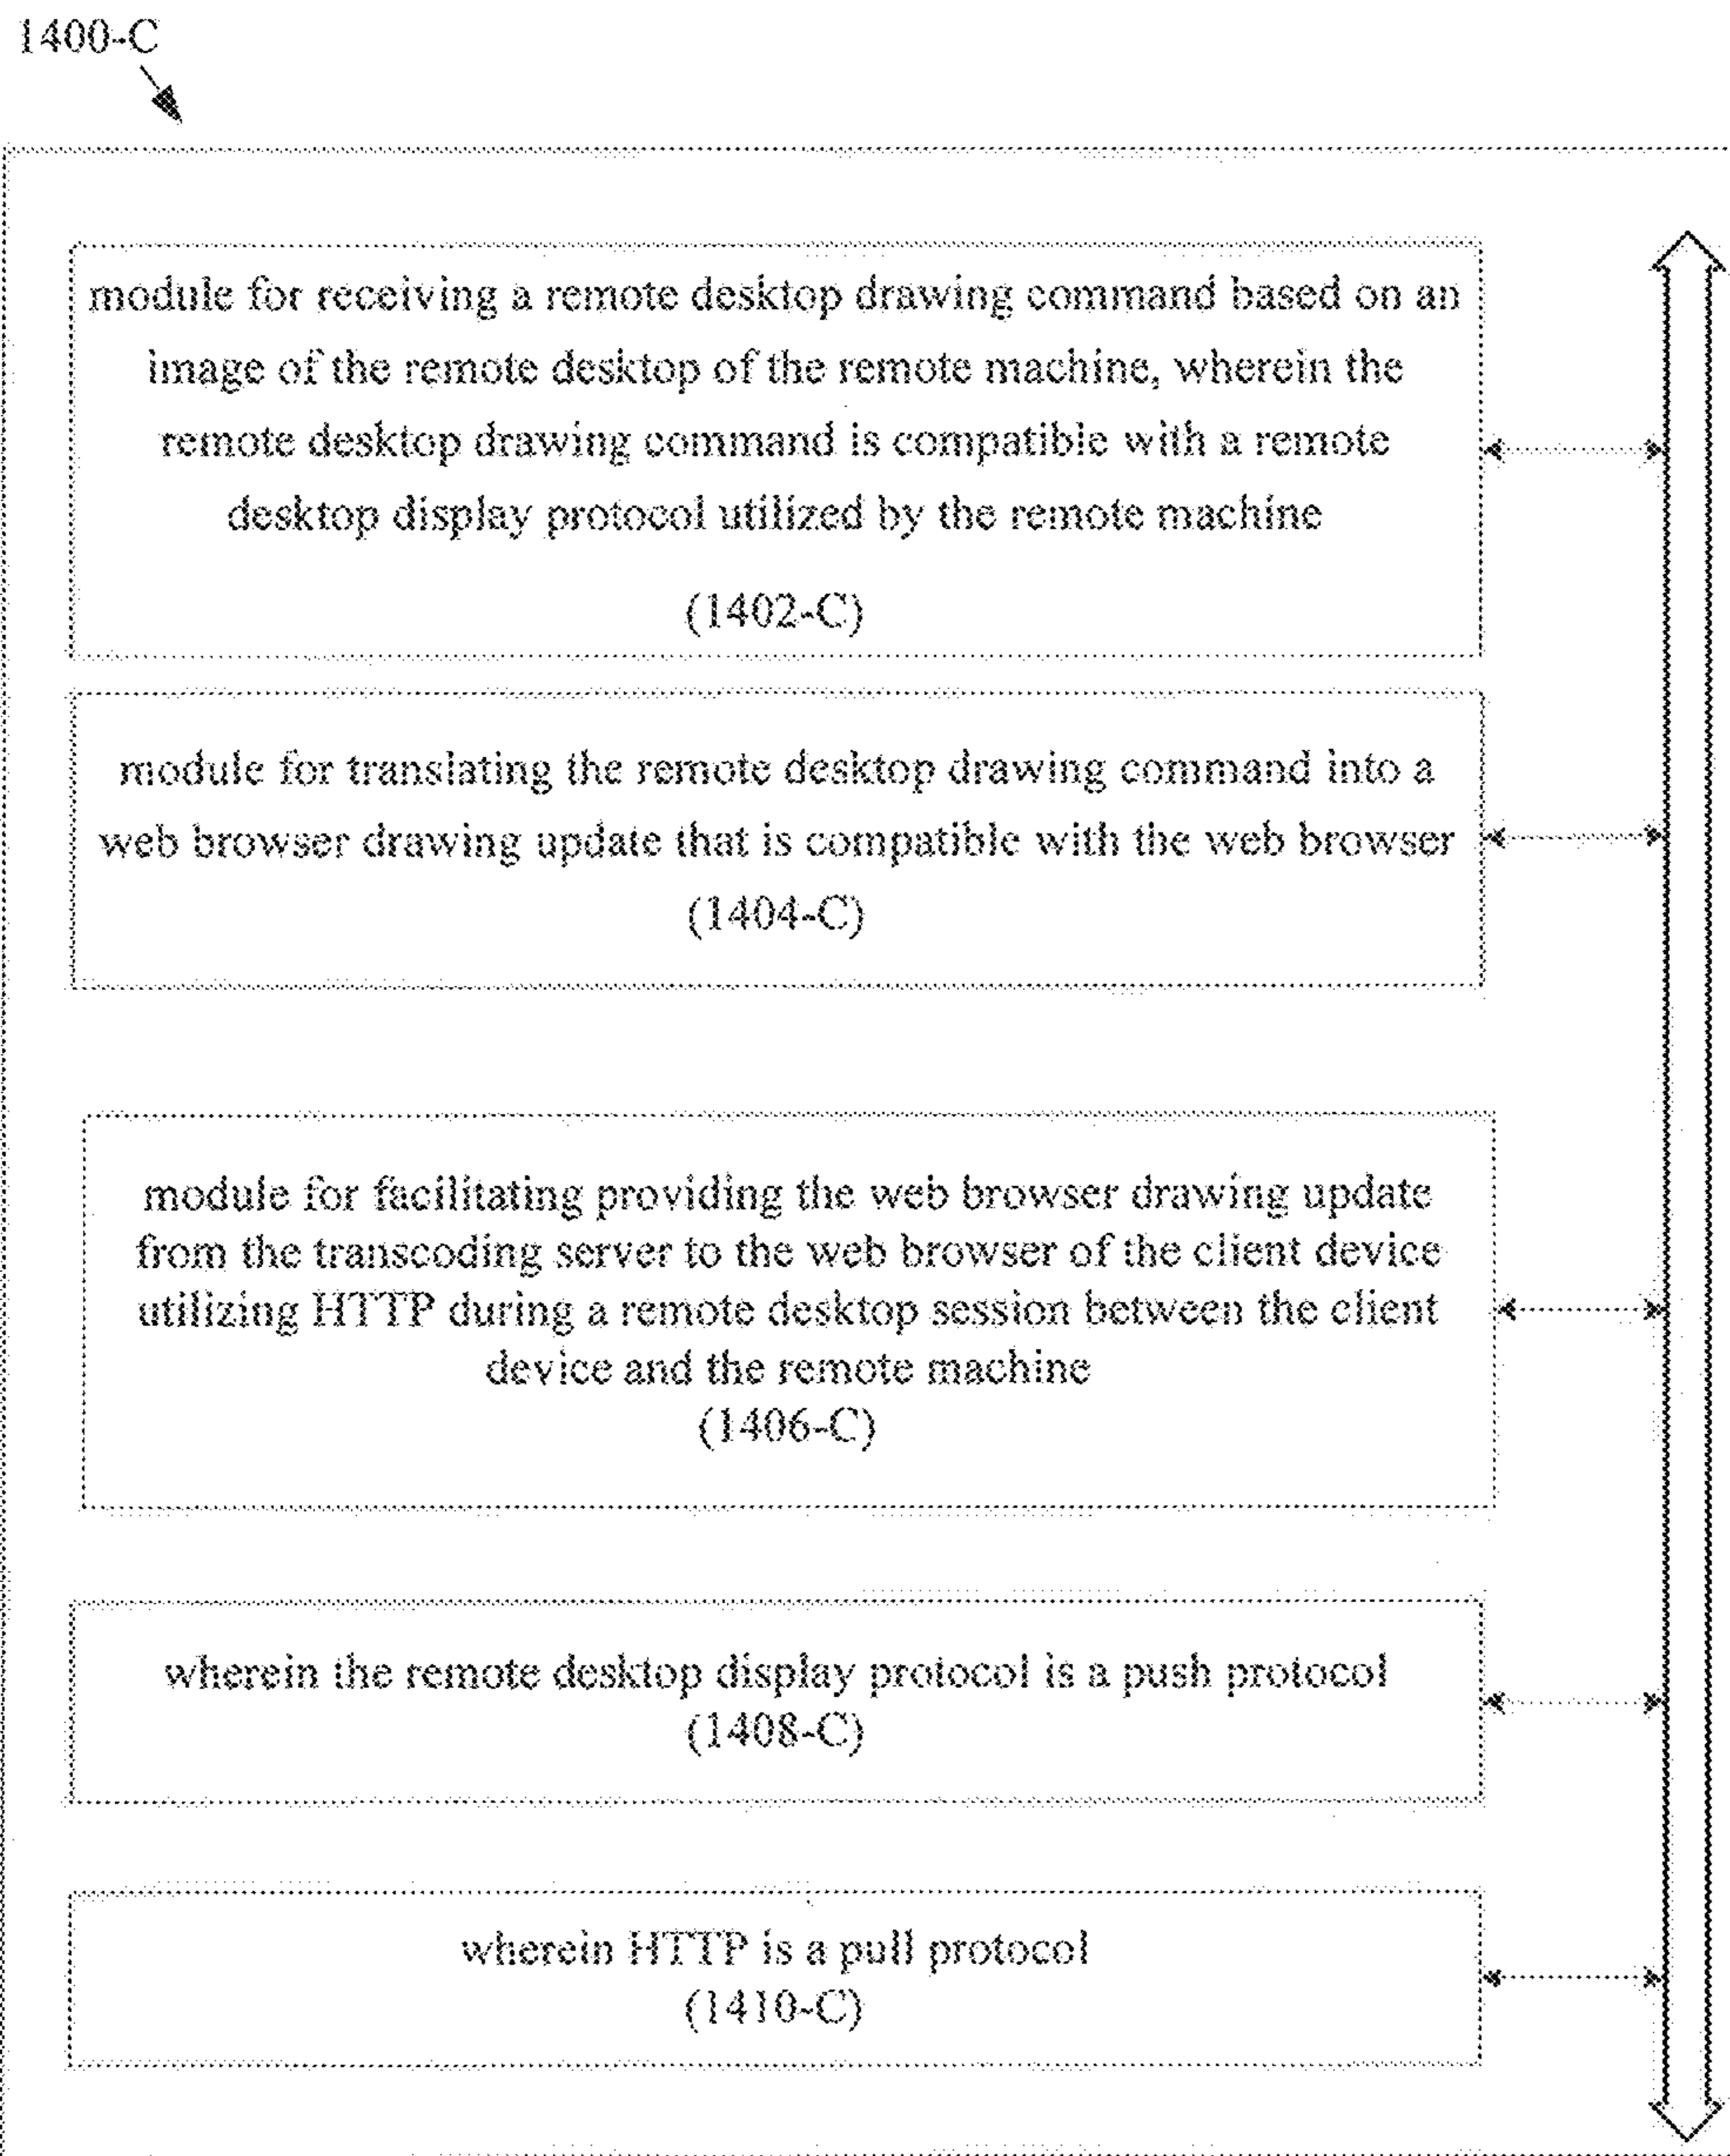 1400-C
module for receiving a remote desktop drawing command based on an
image of the remote desktop of the remote machine, wherein the
remote desktop drawing command is compatible with a remote
desktop display protocol utilized by the remote machine
(1402-C)
module for translating the remote desktop drawing command into a
web browser drawing update that is compatible with the web browser
(1404-C)
module for facilitating providing the web browser drawing update
from the transcoding server to the web browser of the client device
utilizing HTTP during a remote desktop session between the client
device and the remote machine
(1406-C)
wherein the remote desktop display protocol is a push protocol
(1408-C)
wherein HTTP is a pull protocol
(1410-C)